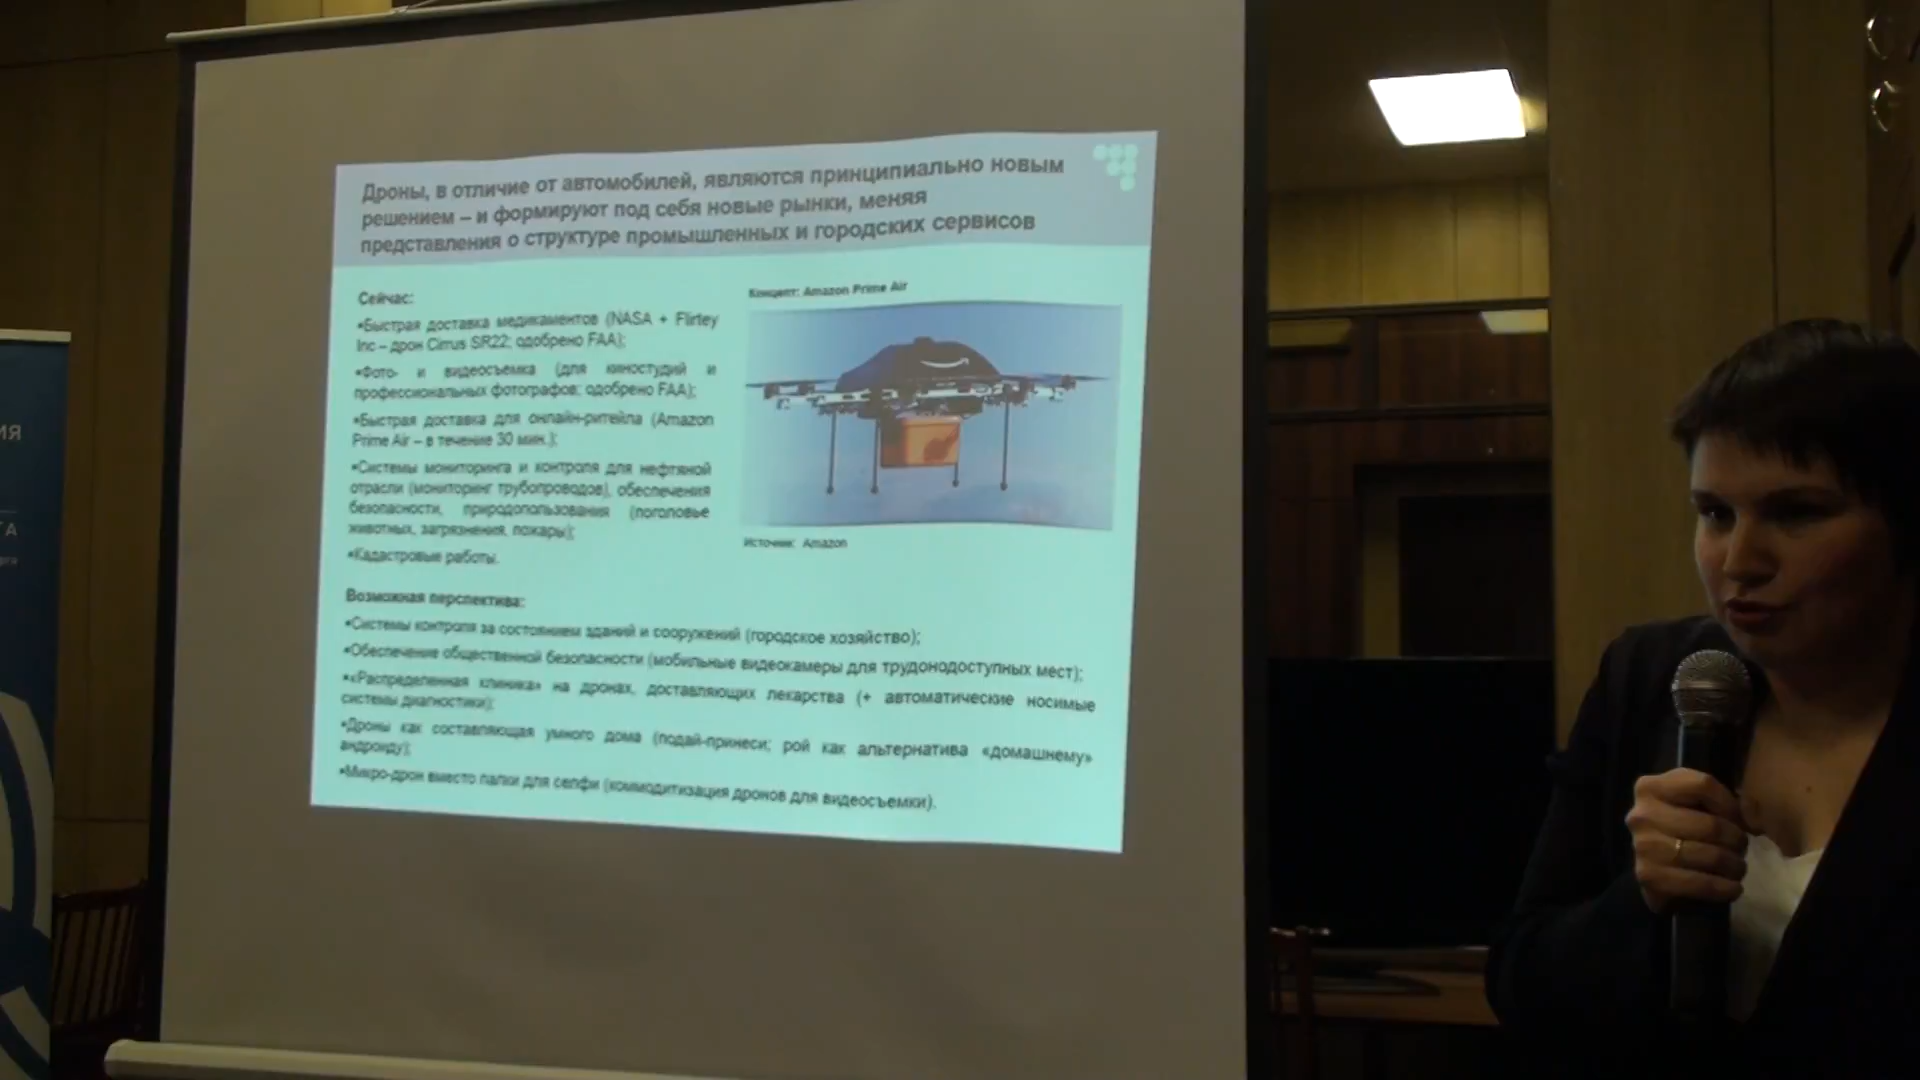 Дроны, в отличие от автомобилей, являются принципиально новым
решением – и формируют под себя новые рынки, меняя
представления о структуре промышленных и городских сервисов
Сейчас:
•Быстрая доставка медикаментов (NASA + Flirtey
Inc – дрон Cirrus SR22; одобрено FAA);
•Фото- и видеосъемка (для киностудий и
профессиональных фотографов; одобрено FAA);
•Быстрая доставка для онлайн-ритейла (Amazon
Prime Air – в течение 30 мин.);
•Системы мониторинга и контроля для нефтяной
отрасли (мониторинг трубопроводов), обеспечения
безопасности, природопользования (поголовье
животных, загрязнения, пожары);
•Кадастровые работы.
Концепт: Amazon Prime Air
Источник: Amazon
Возможная перспектива:
•Системы контроля за состоянием зданий и сооружений (городское хозяйство);
•Обеспечение общественной безопасности (мобильные видеокамеры для труднодоступных мест);
•«Распределенная клиника» на дронах, доставляющих лекарства (+ автоматические носимые
системы диагностики);
•Дроны как составляющая умного дома (подай-принеси; рой как альтернатива «домашнему»
андроиду);
•Микро-дрон вместо палки для селфи (коммодитизация дронов для видеосъемки).